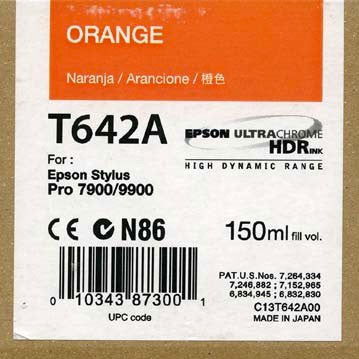 ORANGE
Naranja / Arancione / 橙色
T642A
EPSON ULTRACHROME
HDR INK
HIGH DYNAMIC RANGE
For :
Epson Stylus
Pro 7900/9900
CE N86
150ml fill vol.
PAT.U.S.Nos. 7,264,334
7,246,882 ; 7,152,965
6,834,945 ; 6,832,830
0 10343 87300 1
UPC code
C13T642A00
MADE IN JAPAN